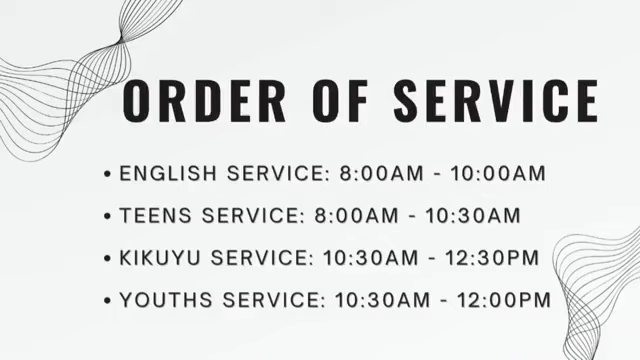 ORDER OF SERVICE
• ENGLISH SERVICE: 8:00AM - 10:00AM
• TEENS SERVICE: 8:00AM - 10:30AM
• KIKUYU SERVICE: 10:30AM - 12:30PM
• YOUTHS SERVICE: 10:30AM - 12:00PM